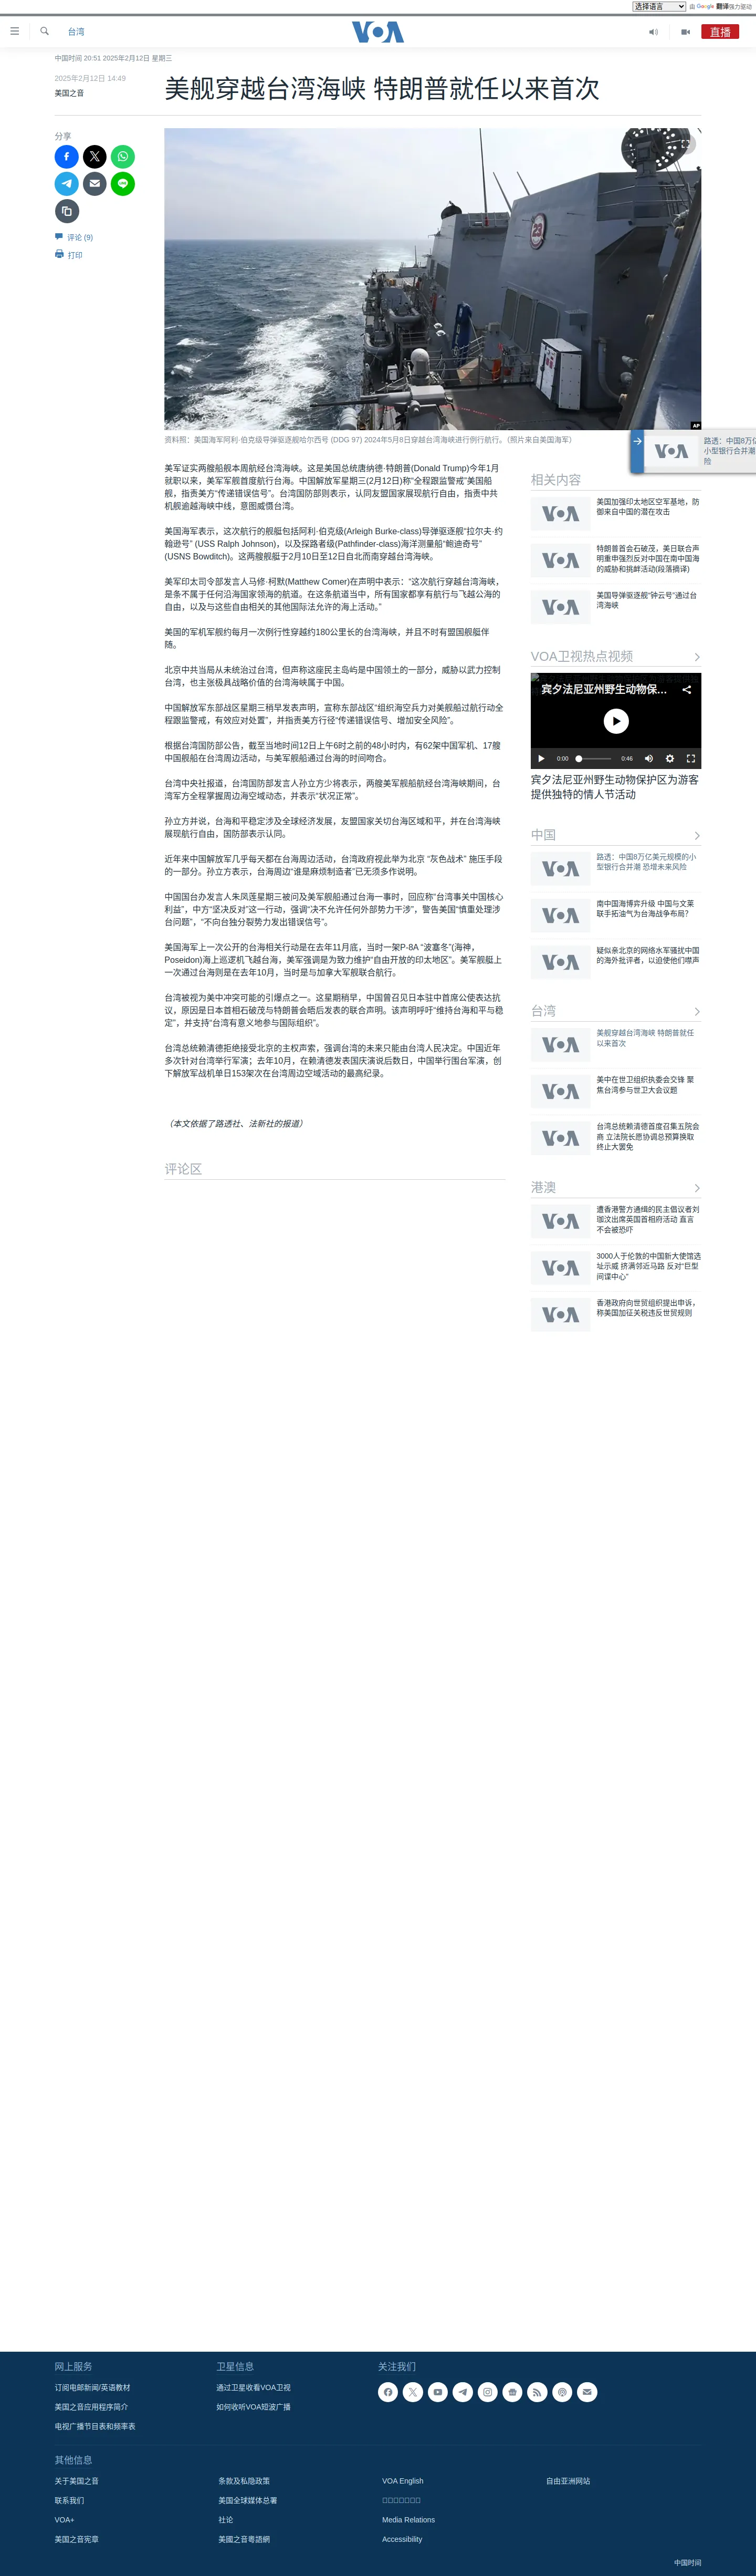 选择语言
由 Google 翻译强力驱动
台湾
VOA
直播
中国时间 20:51 2025年2月12日 星期三
2025年2月12日 14:49
美国之音
美舰穿越台湾海峡 特朗普就任以来首次
分享
评论 (9)
打印
23
AP
资料照：美国海军阿利·伯克级导弹驱逐舰哈尔西号 (DDG 97) 2024年5月8日穿越台湾海峡进行例行航行。（照片来自美国海军）
VOA
路透：中国8万亿
小型银行合并潮
险
美军证实两艘船舰本周航经台湾海峡。这是美国总统唐纳德·特朗普(Donald Trump)今年1月
就职以来，美军军舰首度航行台海。中国解放军星期三(2月12日)称“全程跟监警戒”美国船
舰，指责美方“传递错误信号”。台湾国防部则表示，认同友盟国家展现航行自由，指责中共
机舰逾越海峡中线，意图威慑台湾。
美国海军表示，这次航行的舰艇包括阿利·伯克级(Arleigh Burke-class)导弹驱逐舰“拉尔夫·约
翰逊号” (USS Ralph Johnson)，以及探路者级(Pathfinder-class)海洋测量船“鲍迪奇号”
(USNS Bowditch)。这两艘舰艇于2月10日至12日自北而南穿越台湾海峡。
美军印太司令部发言人马修·柯默(Matthew Comer)在声明中表示：“这次航行穿越台湾海峡，
是条不属于任何沿海国家领海的航道。在这条航道当中，所有国家都享有航行与飞越公海的
自由，以及与这些自由相关的其他国际法允许的海上活动。”
美国的军机军舰约每月一次例行性穿越约180公里长的台湾海峡，并且不时有盟国舰艇伴
随。
北京中共当局从未统治过台湾，但声称这座民主岛屿是中国领土的一部分，威胁以武力控制
台湾，也主张极具战略价值的台湾海峡属于中国。
中国解放军东部战区星期三稍早发表声明，宣称东部战区“组织海空兵力对美舰船过航行动全
程跟监警戒，有效应对处置”，并指责美方行径“传递错误信号、增加安全风险”。
根据台湾国防部公告，截至当地时间12日上午6时之前的48小时内，有62架中国军机、17艘
中国舰船在台湾周边活动，与美军舰船通过台海的时间吻合。
台湾中央社报道，台湾国防部发言人孙立方少将表示，两艘美军舰船航经台湾海峡期间，台
湾军方全程掌握周边海空域动态，并表示“状况正常”。
孙立方并说，台海和平稳定涉及全球经济发展，友盟国家关切台海区域和平，并在台湾海峡
展现航行自由，国防部表示认同。
近年来中国解放军几乎每天都在台海周边活动，台湾政府视此举为北京 “灰色战术” 施压手段
的一部分。孙立方表示，台海周边“谁是麻烦制造者”已无须多作说明。
中国国台办发言人朱凤莲星期三被问及美军舰船通过台海一事时，回应称“台湾事关中国核心
利益”，中方“坚决反对”这一行动，强调“决不允许任何外部势力干涉”，警告美国“慎重处理涉
台问题”，“不向台独分裂势力发出错误信号”。
美国海军上一次公开的台海相关行动是在去年11月底，当时一架P-8A “波塞冬”(海神，
Poseidon)海上巡逻机飞越台海，美军强调是为致力维护“自由开放的印太地区”。美军舰艇上
一次通过台海则是在去年10月，当时是与加拿大军舰联合航行。
台湾被视为美中冲突可能的引爆点之一。这星期稍早，中国曾召见日本驻中首席公使表达抗
议，原因是日本首相石破茂与特朗普会晤后发表的联合声明。该声明呼吁“维持台海和平与稳
定”，并支持“台湾有意义地参与国际组织”。
台湾总统赖清德拒绝接受北京的主权声索，强调台湾的未来只能由台湾人民决定。中国近年
多次针对台湾举行军演；去年10月，在赖清德发表国庆演说后数日，中国举行围台军演，创
下解放军战机单日153架次在台湾周边空域活动的最高纪录。
（本文依据了路透社、法新社的报道）
评论区
相关内容
VOA
美国加强印太地区空军基地，防
御来自中国的潜在攻击
VOA
特朗普首会石破茂，美日联合声
明重申强烈反对中国在南中国海
的威胁和挑衅活动(段落摘译)
VOA
美国导弹驱逐舰“钟云号”通过台
湾海峡
VOA卫视热点视频
宾夕法尼亚州野生动物保...
0:00
0:46
宾夕法尼亚州野生动物保护区为游客
提供独特的情人节活动
中国
VOA
路透：中国8万亿美元规模的小
型银行合并潮 恐增未来风险
VOA
南中国海博弈升级 中国与文莱
联手拓油气为台海战争布局？
VOA
疑似亲北京的网络水军骚扰中国
的海外批评者，以迫使他们噤声
台湾
VOA
美舰穿越台湾海峡 特朗普就任
以来首次
VOA
美中在世卫组织执委会交锋 聚
焦台湾参与世卫大会议题
VOA
台湾总统赖清德首度召集五院会
商 立法院长愿协调总预算换取
终止大罢免
港澳
VOA
遭香港警方通缉的民主倡议者刘
珈汶出席英国首相府活动 直言
不会被恐吓
VOA
3000人于伦敦的中国新大使馆选
址示威 挤满邻近马路 反对“巨型
间谍中心”
VOA
香港政府向世贸组织提出申诉，
称美国加征关税违反世贸规则
网上服务
订阅电邮新闻/英语教材
美国之音应用程序简介
电视广播节目表和频率表
卫星信息
通过卫星收看VOA卫视
如何收听VOA短波广播
关注我们
其他信息
关于美国之音
联系我们
VOA+
美国之音宪章
条款及私隐政策
美国全球媒体总署
社论
美國之音粵語網
VOA English
Media Relations
Accessibility
自由亚洲网站
中国时间